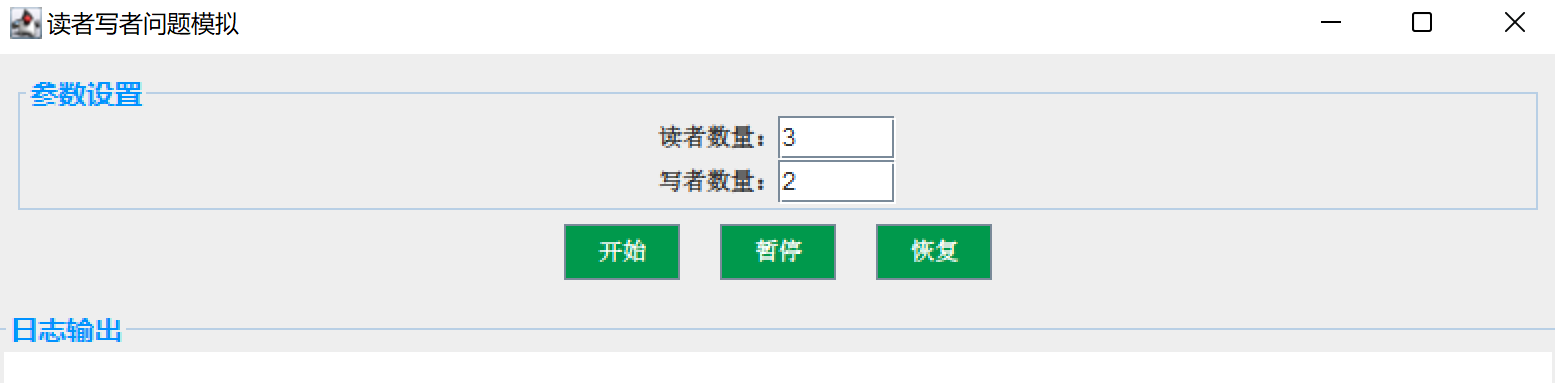 读者写者问题模拟
参数设置
读者数量：3
写者数量：2
开始 暂停 恢复
日志输出